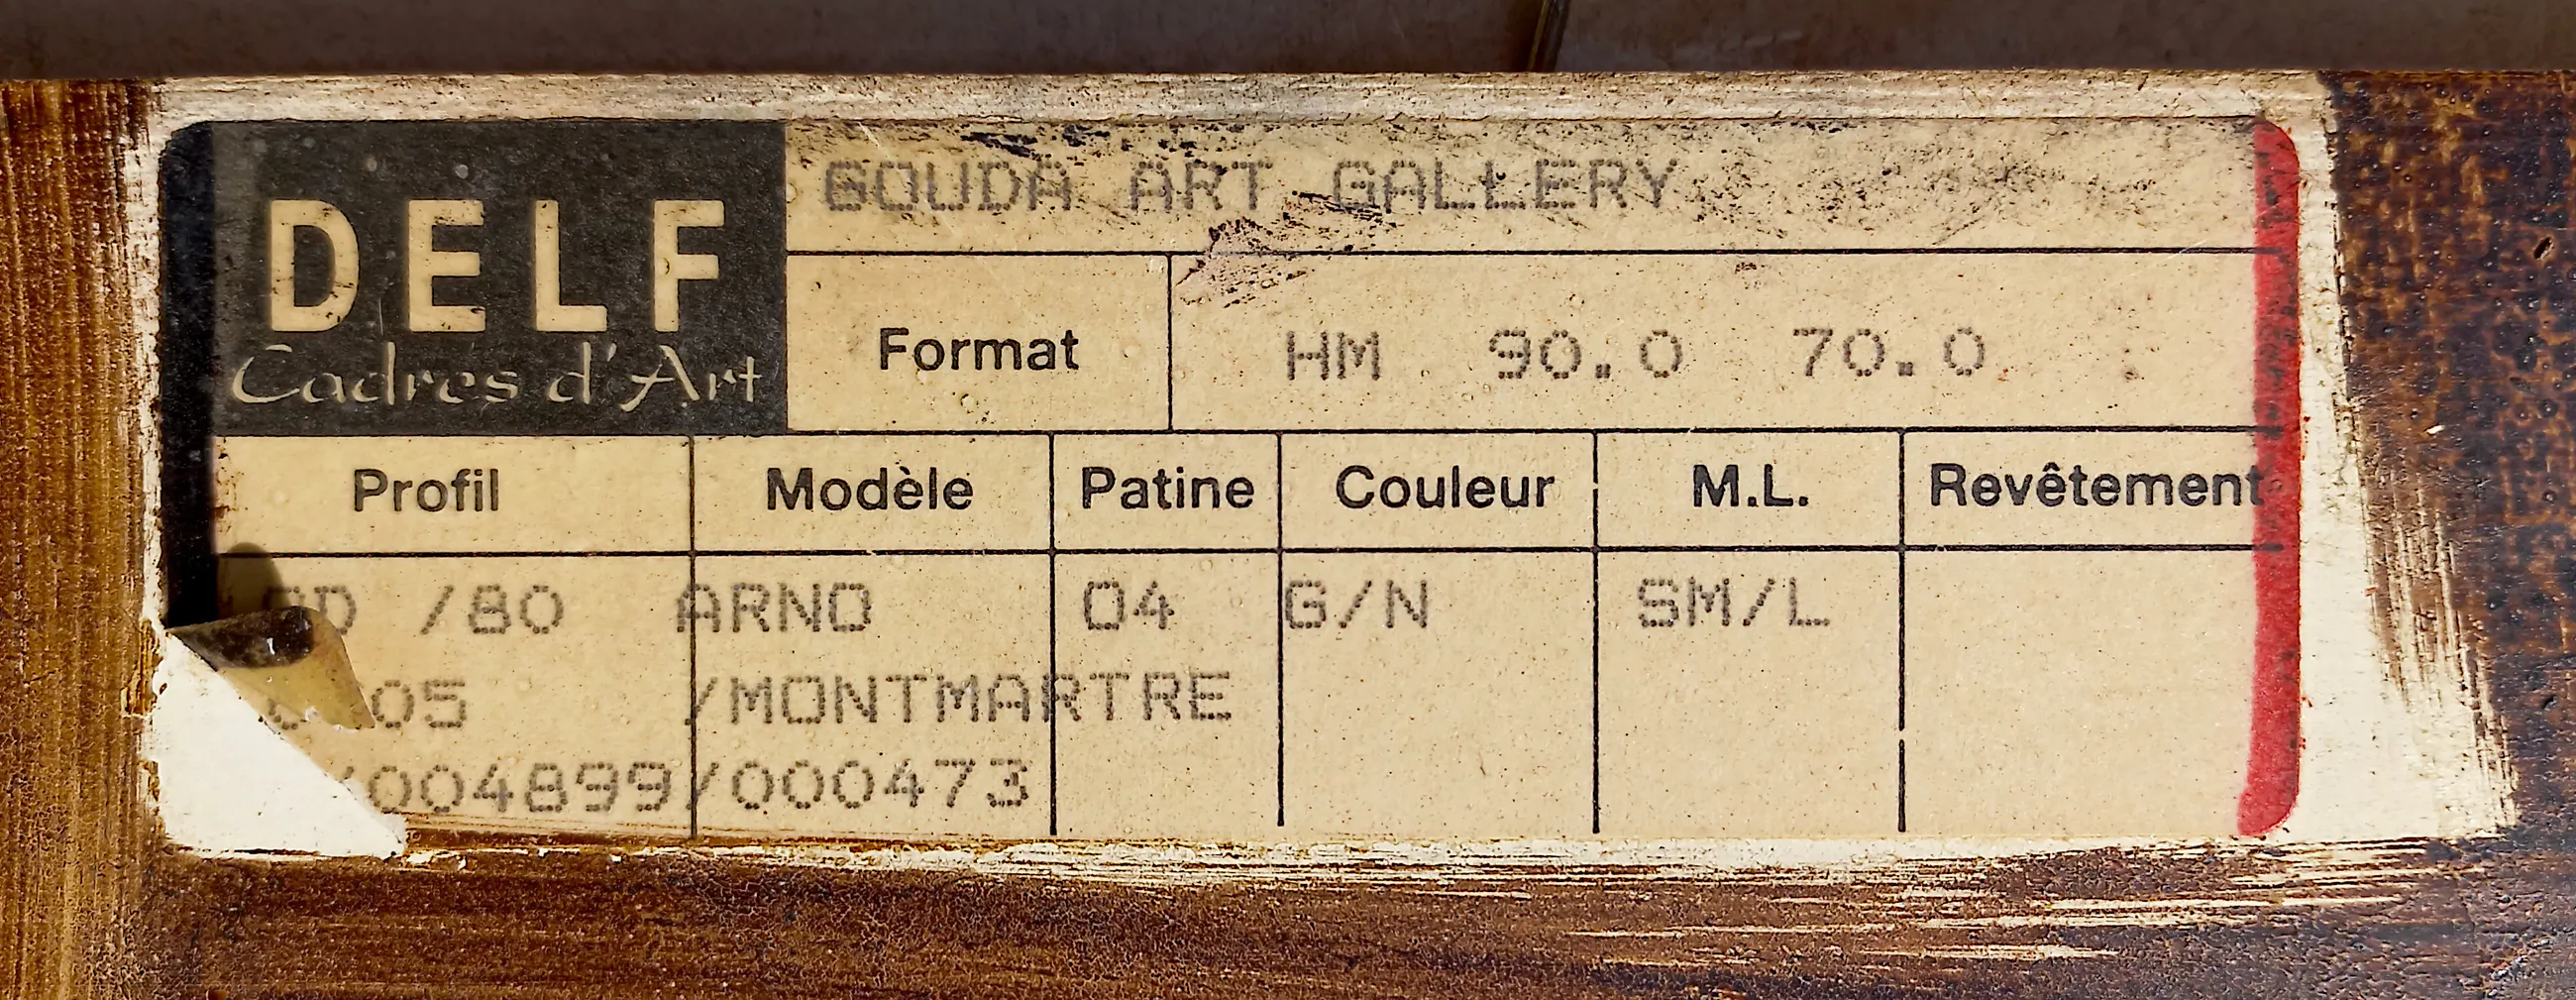 DELF
Cadres d'Art
GOUDA ART GALLERY
Format HM 90.0 70.0
Profil Modèle Patine Couleur M.L. Revêtement
/80 ARNO 04 G/N SM/L
05 /MONTMARTRE
/004899/000473